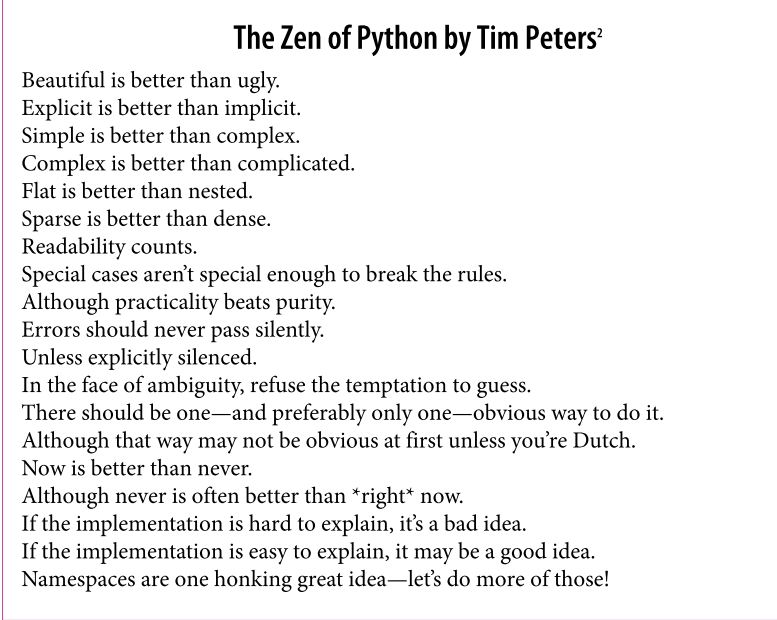 The Zen of Python by Tim Peters²
Beautiful is better than ugly.
Explicit is better than implicit.
Simple is better than complex.
Complex is better than complicated.
Flat is better than nested.
Sparse is better than dense.
Readability counts.
Special cases aren’t special enough to break the rules.
Although practicality beats purity.
Errors should never pass silently.
Unless explicitly silenced.
In the face of ambiguity, refuse the temptation to guess.
There should be one—and preferably only one—obvious way to do it.
Although that way may not be obvious at first unless you’re Dutch.
Now is better than never.
Although never is often better than *right* now.
If the implementation is hard to explain, it’s a bad idea.
If the implementation is easy to explain, it may be a good idea.
Namespaces are one honking great idea—let’s do more of those!